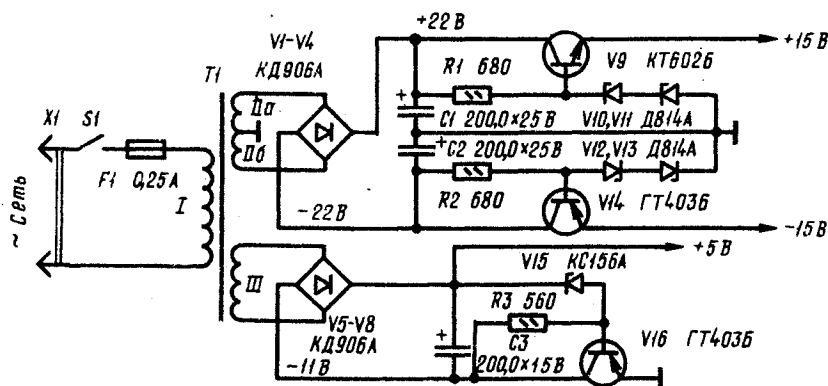 +22 В
+15 В
V1-V4
КД906А
V9 КТ602Б
T1
R1 680
IIа
X1
S1
+
C1 200,0×25 В
V10, V11 Д814А
IIб
+
C2 200,0×25 В
V12, V13 Д814А
F1 0,25А
~ Сеть
I
R2 680
V14 ГТ403Б
-22 В
-15 В
+5 В
V15 КС156А
III
R3 560
V5-V8
КД906А
+
C3
200,0×15 В
V16 ГТ403Б
-11 В